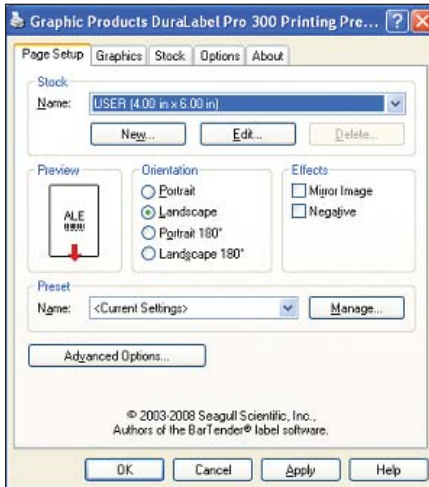 Graphic Products DuraLabel Pro 300 Printing Pre...
Page Setup Graphics Stock Options About
Stock
Name: USER (4.00 in x 6.00 in)
New... Edit... Delete...
Preview
ALE
Orientation
Portrait
Landscape
Portrait 180°
Landscape 180°
Effects
Mirror Image
Negative
Preset
Name: <Current Settings> Manage...
Advanced Options...
© 2003-2008 Seagull Scientific, Inc.,
Authors of the BarTender® label software.
OK Cancel Apply Help